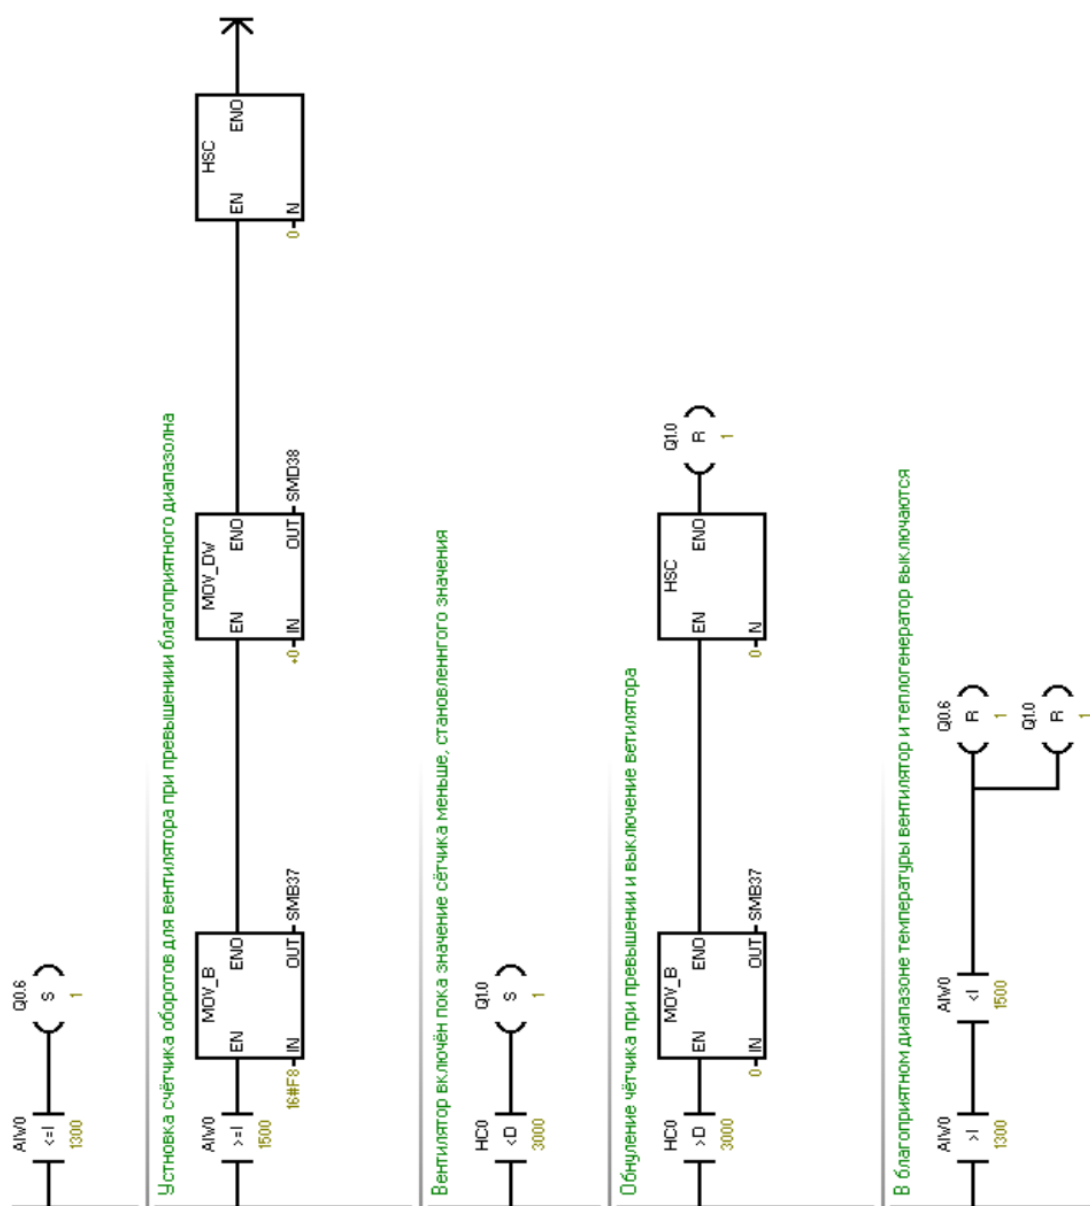 AIW0 Q0.6
<=I S
1300 1
Устновка счётчика оборотов для вентилятора при превышении благоприятного диапазолна
AIW0 MOV_B MOV_DW HSC
>=I EN ENO EN ENO EN ENO
1500
16#F8 IN OUT SMB37 +0 IN OUT SMD38 0 N
Вентилятор включён пока значение сётчика меньше, становленнго значения
HC0 Q1.0
<D S
3000 1
Обнуление чётчика при превышении и выключение ветилятора
HC0 MOV_B HSC Q1.0
>D EN ENO EN ENO R
3000 1
0 IN OUT SMB37 0 N
В благоприятном диапазоне температуры вентилятор и теплогенератор выключаются
AIW0 AIW0 Q0.6
>I <I R
1300 1500 1
Q1.0
R
1